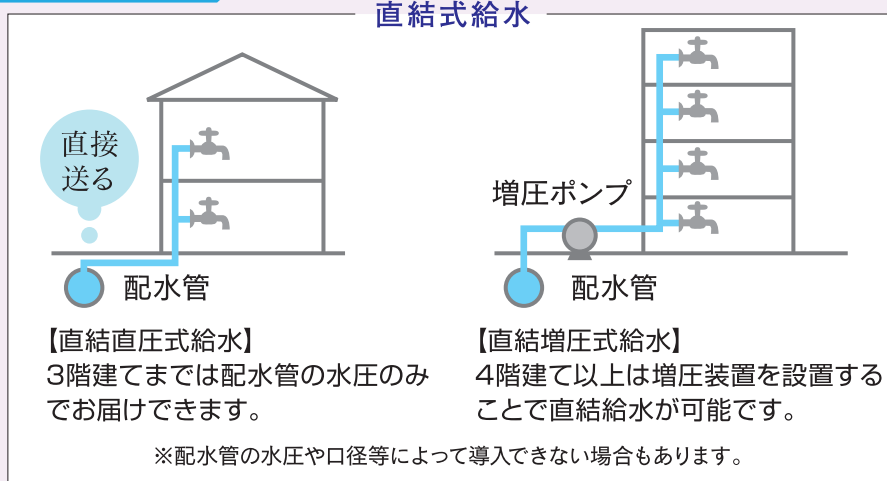 直結式給水
直接
送る
配水管
【直結直圧式給水】
3階建てまでは配水管の水圧のみ
でお届けできます。
増圧ポンプ
配水管
【直結増圧式給水】
4階建て以上は増圧装置を設置する
ことで直結給水が可能です。
※配水管の水圧や口径等によって導入できない場合もあります。